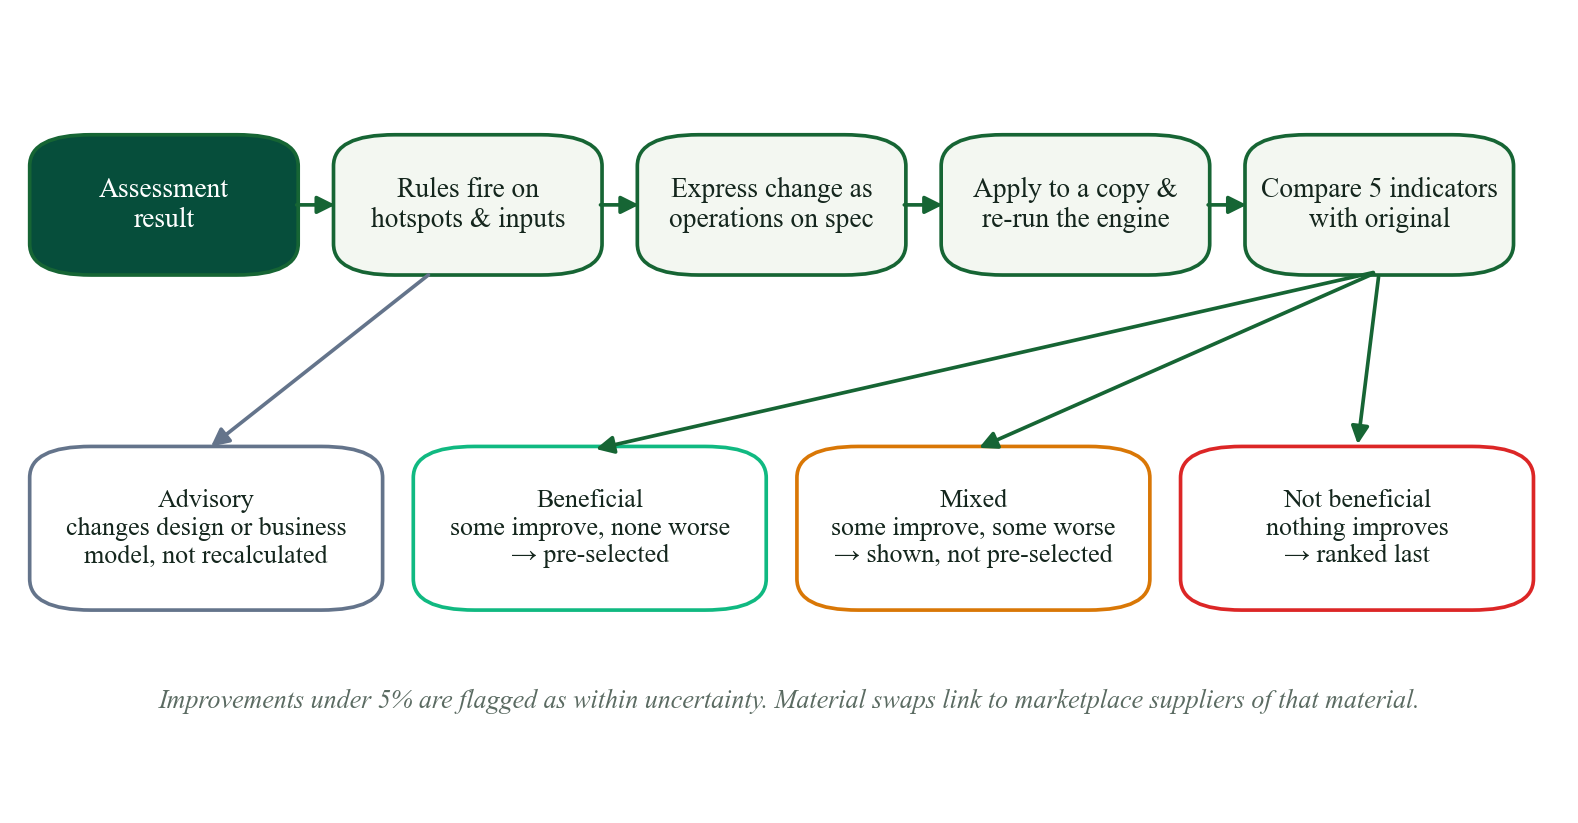 Assessment
result
Rules fire on
hotspots & inputs
Express change as
operations on spec
Apply to a copy &
re-run the engine
Compare 5 indicators
with original
Advisory
changes design or business
model, not recalculated
Beneficial
some improve, none worse
→ pre-selected
Mixed
some improve, some worse
→ shown, not pre-selected
Not beneficial
nothing improves
→ ranked last
Improvements under 5% are flagged as within uncertainty. Material swaps link to marketplace suppliers of that material.